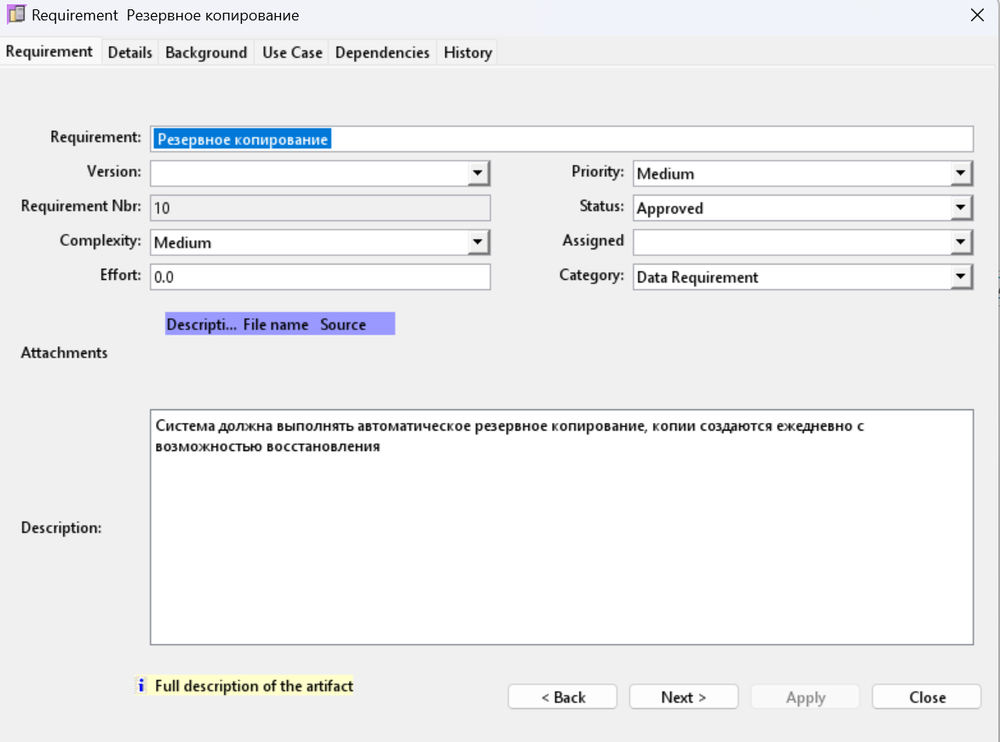 Requirement Резервное копирование
Requirement Details Background Use Case Dependencies History
Requirement: Резервное копирование
Version: Priority: Medium
Requirement Nbr: 10 Status: Approved
Complexity: Medium Assigned
Effort: 0.0 Category: Data Requirement
Descripti... File name Source
Attachments
Система должна выполнять автоматическое резервное копирование, копии создаются ежедневно с
возможностью восстановления
Description:
Full description of the artifact
< Back Next > Apply Close